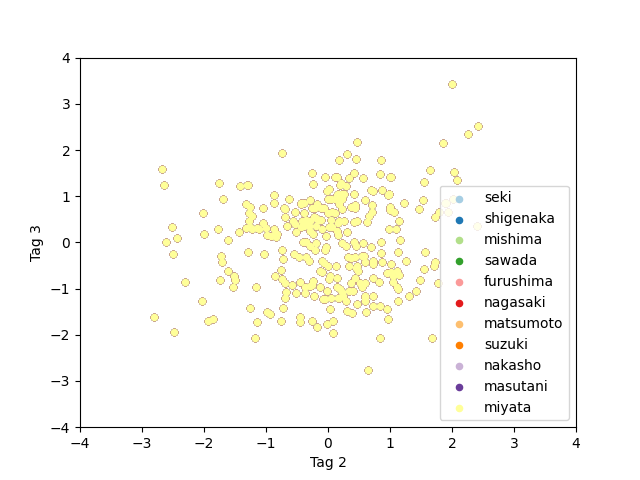 4
3
2
1
0
−1
−2
−3
−4
Tag 3
seki
shigenaka
mishima
sawada
furushima
nagasaki
matsumoto
suzuki
nakasho
masutani
miyata
−4 −3 −2 −1 0 1 2 3 4
Tag 2